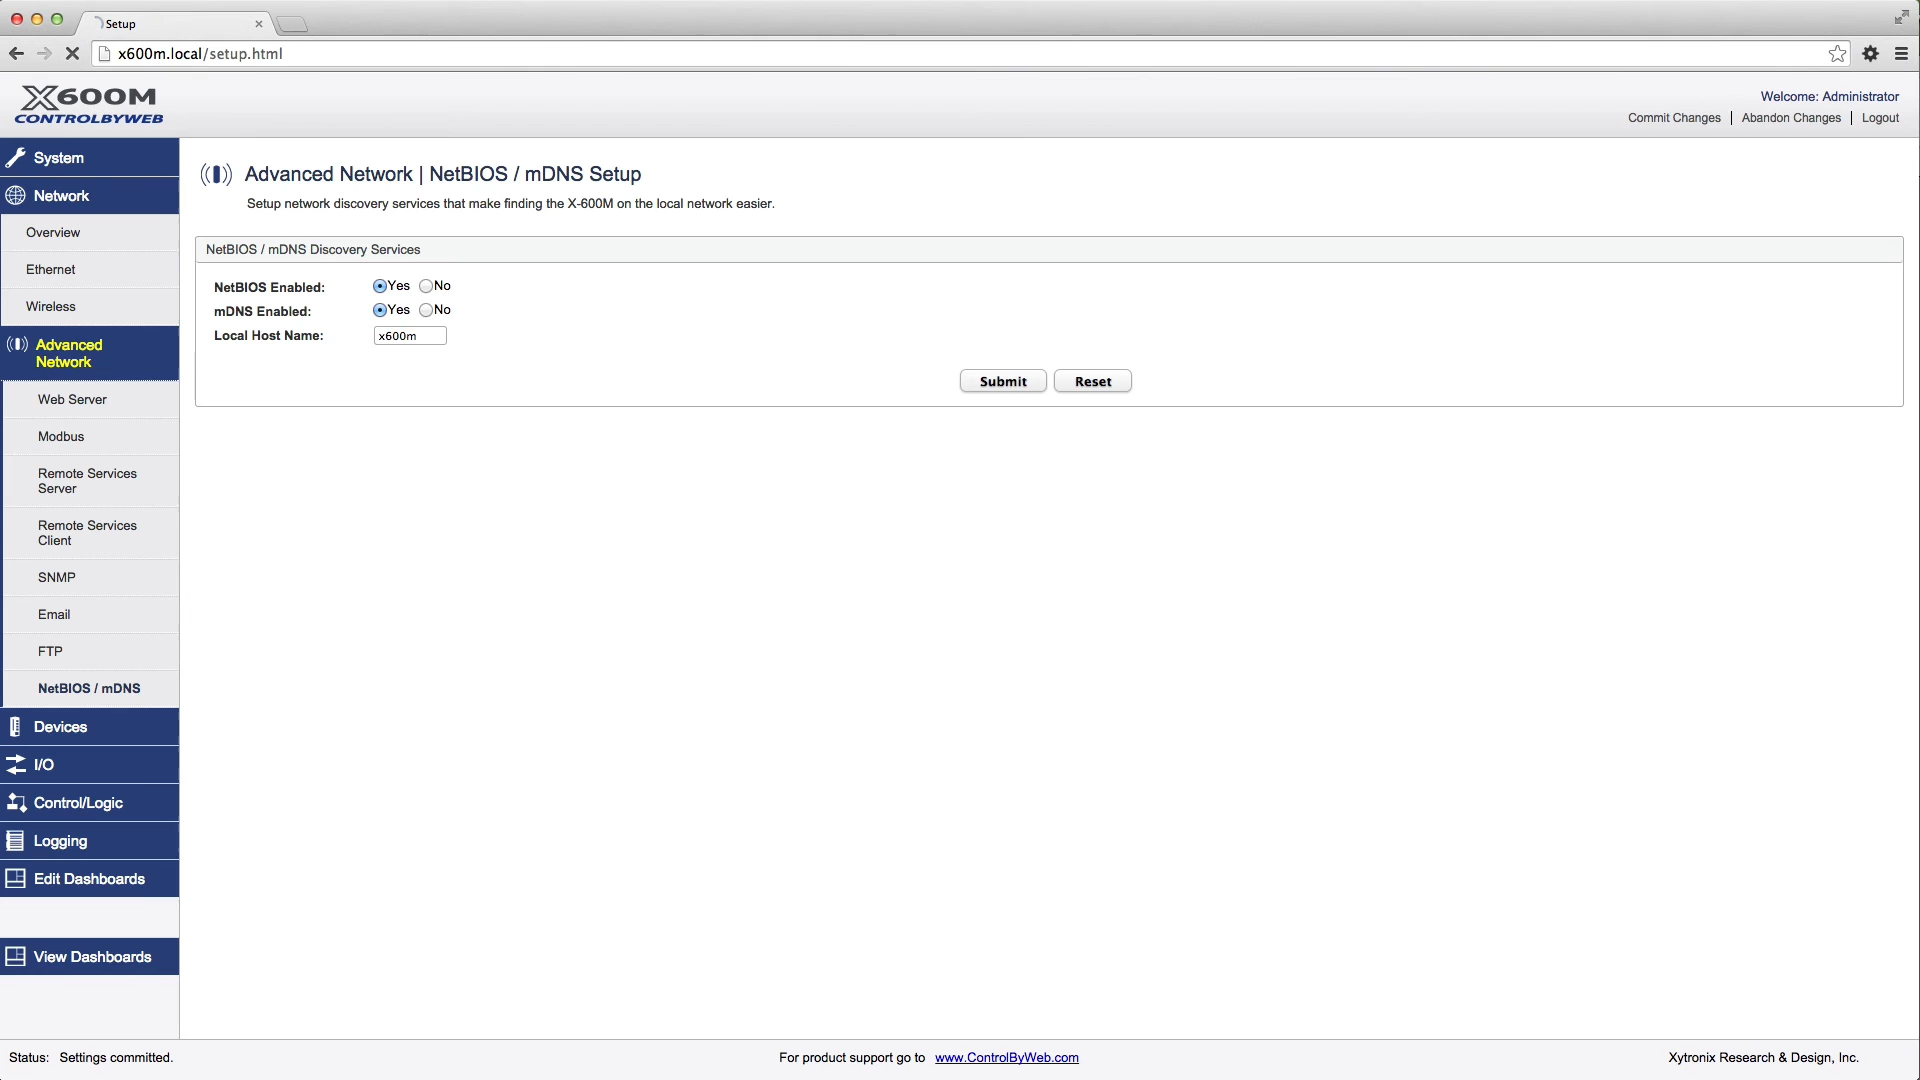 Setup
x600m.local/setup.html
X600M
CONTROLBYWEB
Welcome: Administrator
Commit Changes | Abandon Changes | Logout
System
Network
Overview
Ethernet
Wireless
Advanced
Network
Web Server
Modbus
Remote Services
Server
Remote Services
Client
SNMP
Email
FTP
NetBIOS / mDNS
Devices
I/O
Control/Logic
Logging
Edit Dashboards
View Dashboards
Advanced Network | NetBIOS / mDNS Setup
Setup network discovery services that make finding the X-600M on the local network easier.
NetBIOS / mDNS Discovery Services
NetBIOS Enabled: Yes No
mDNS Enabled: Yes No
Local Host Name: x600m
Submit Reset
Status: Settings committed.
For product support go to www.ControlByWeb.com
Xytronix Research & Design, Inc.